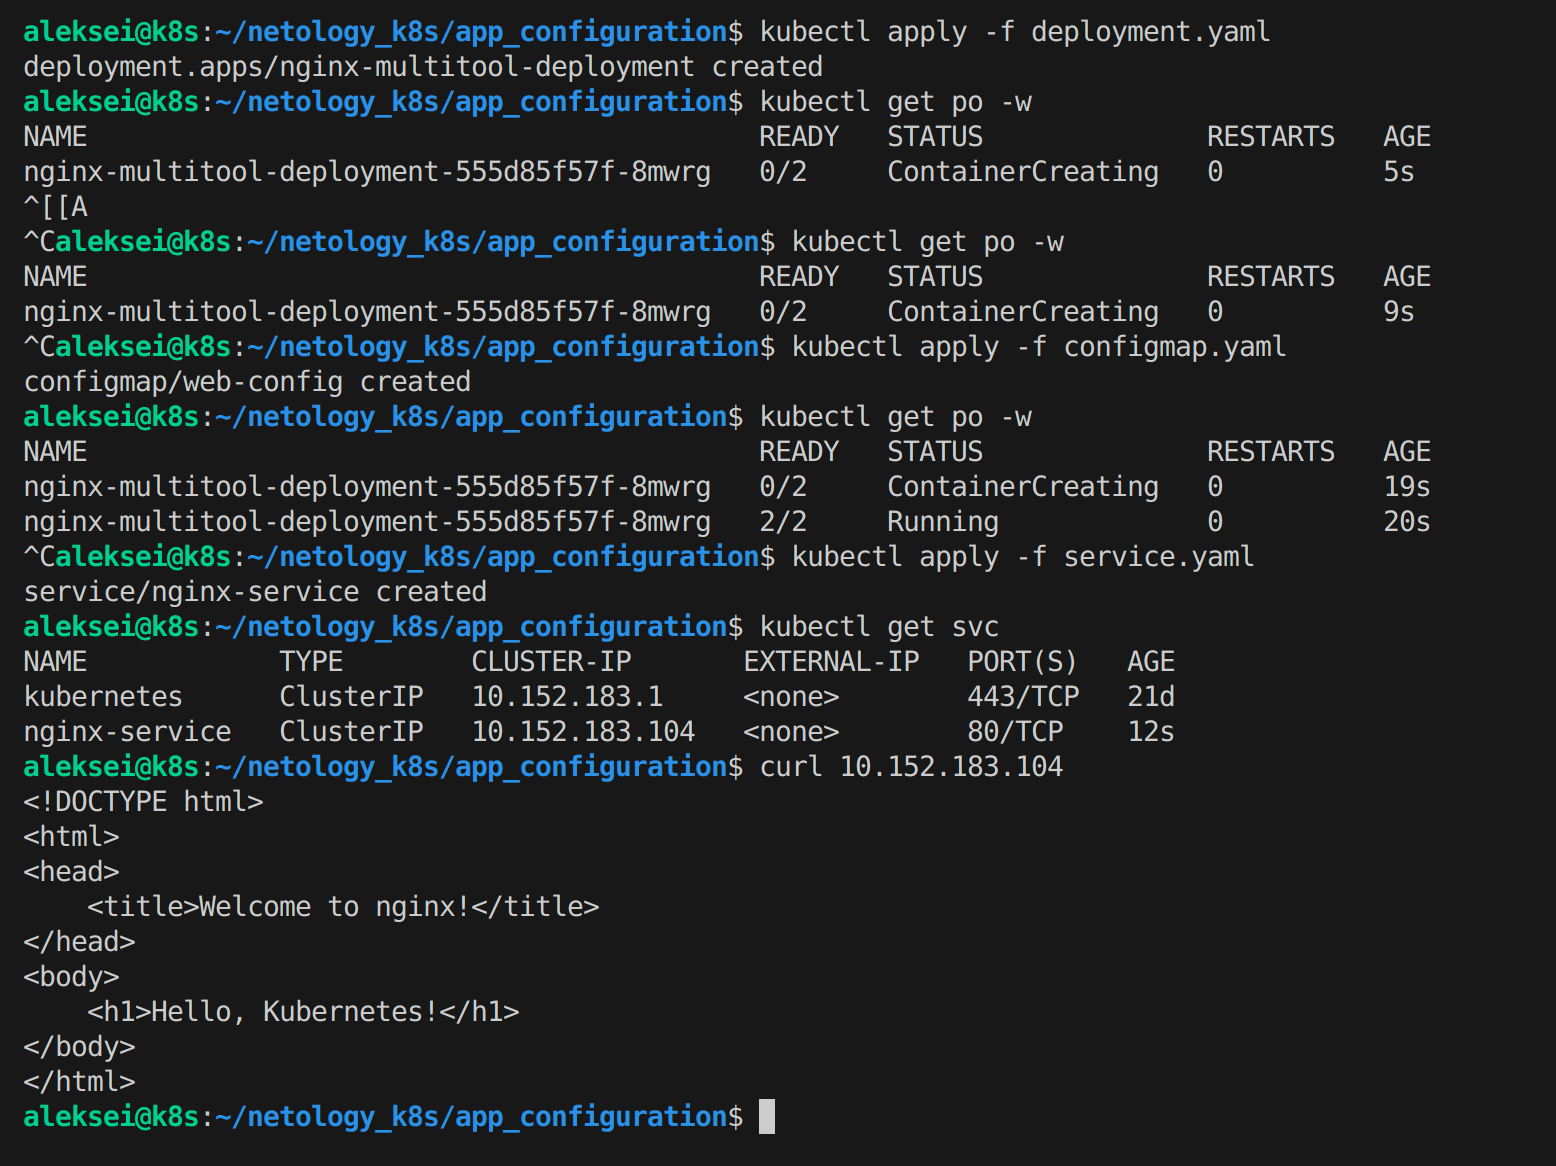 aleksei@k8s:~/netology_k8s/app_configuration$ kubectl apply -f deployment.yaml
deployment.apps/nginx-multitool-deployment created
aleksei@k8s:~/netology_k8s/app_configuration$ kubectl get po -w
NAME                                          READY   STATUS              RESTARTS   AGE
nginx-multitool-deployment-555d85f57f-8mwrg   0/2     ContainerCreating   0          5s
^[[A
^Caleksei@k8s:~/netology_k8s/app_configuration$ kubectl get po -w
NAME                                          READY   STATUS              RESTARTS   AGE
nginx-multitool-deployment-555d85f57f-8mwrg   0/2     ContainerCreating   0          9s
^Caleksei@k8s:~/netology_k8s/app_configuration$ kubectl apply -f configmap.yaml
configmap/web-config created
aleksei@k8s:~/netology_k8s/app_configuration$ kubectl get po -w
NAME                                          READY   STATUS              RESTARTS   AGE
nginx-multitool-deployment-555d85f57f-8mwrg   0/2     ContainerCreating   0          19s
nginx-multitool-deployment-555d85f57f-8mwrg   2/2     Running             0          20s
^Caleksei@k8s:~/netology_k8s/app_configuration$ kubectl apply -f service.yaml
service/nginx-service created
aleksei@k8s:~/netology_k8s/app_configuration$ kubectl get svc
NAME            TYPE        CLUSTER-IP       EXTERNAL-IP   PORT(S)   AGE
kubernetes      ClusterIP   10.152.183.1     <none>        443/TCP   21d
nginx-service   ClusterIP   10.152.183.104   <none>        80/TCP    12s
aleksei@k8s:~/netology_k8s/app_configuration$ curl 10.152.183.104
<!DOCTYPE html>
<html>
<head>
    <title>Welcome to nginx!</title>
</head>
<body>
    <h1>Hello, Kubernetes!</h1>
</body>
</html>
aleksei@k8s:~/netology_k8s/app_configuration$